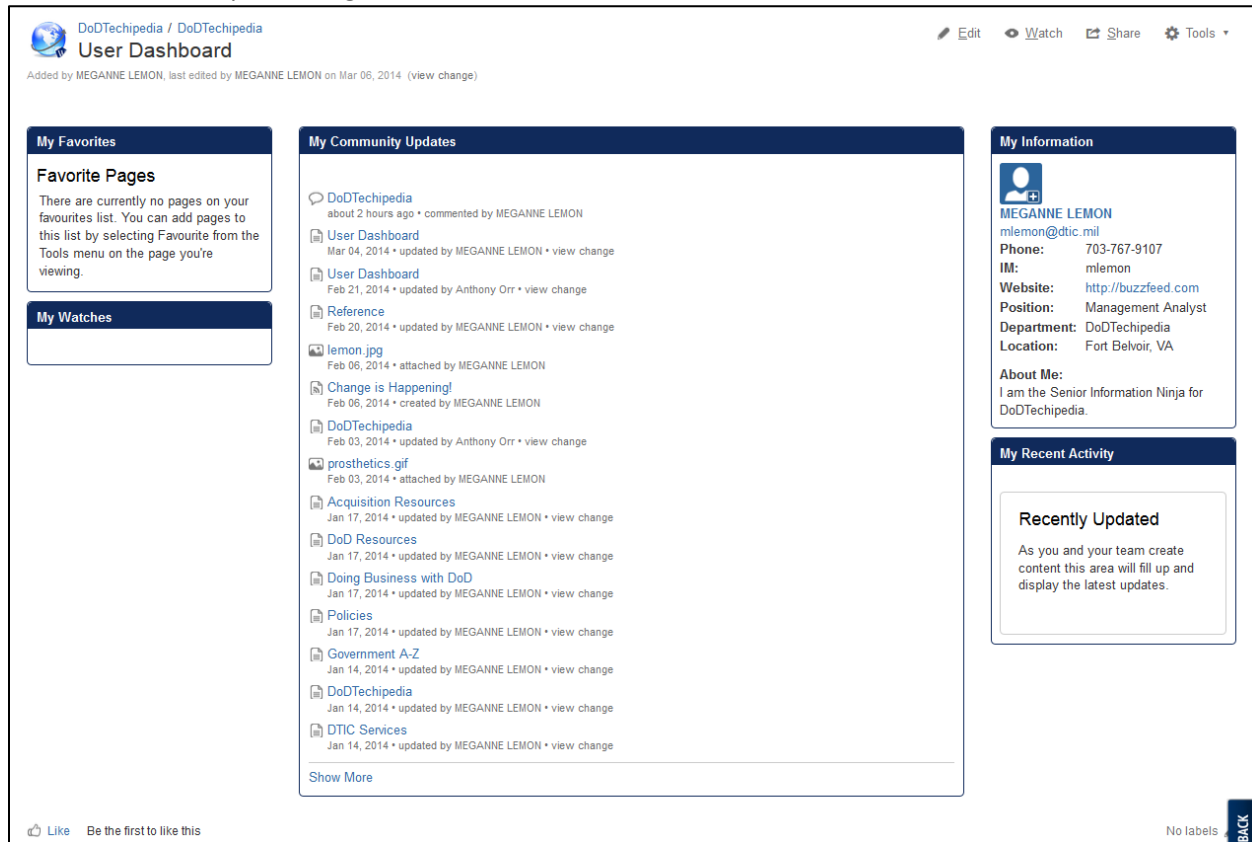 DoDTechipedia / DoDTechipedia
User Dashboard
Edit Watch Share Tools
Added by MEGANNE LEMON, last edited by MEGANNE LEMON on Mar 06, 2014 (view change)
My Favorites
Favorite Pages
There are currently no pages on your
favourites list. You can add pages to
this list by selecting Favourite from the
Tools menu on the page you're
viewing.
My Watches
My Community Updates
DoDTechipedia
about 2 hours ago • commented by MEGANNE LEMON
User Dashboard
Mar 04, 2014 • updated by MEGANNE LEMON • view change
User Dashboard
Feb 21, 2014 • updated by Anthony Orr • view change
Reference
Feb 20, 2014 • updated by MEGANNE LEMON • view change
lemon.jpg
Feb 06, 2014 • attached by MEGANNE LEMON
Change is Happening!
Feb 06, 2014 • created by MEGANNE LEMON
DoDTechipedia
Feb 03, 2014 • updated by Anthony Orr • view change
prosthetics.gif
Feb 03, 2014 • attached by MEGANNE LEMON
Acquisition Resources
Jan 17, 2014 • updated by MEGANNE LEMON • view change
DoD Resources
Jan 17, 2014 • updated by MEGANNE LEMON • view change
Doing Business with DoD
Jan 17, 2014 • updated by MEGANNE LEMON • view change
Policies
Jan 17, 2014 • updated by MEGANNE LEMON • view change
Government A-Z
Jan 14, 2014 • updated by MEGANNE LEMON • view change
DoDTechipedia
Jan 14, 2014 • updated by MEGANNE LEMON • view change
DTIC Services
Jan 14, 2014 • updated by MEGANNE LEMON • view change
Show More
My Information
MEGANNE LEMON
mlemon@dtic.mil
Phone: 703-767-9107
IM: mlemon
Website: http://buzzfeed.com
Position: Management Analyst
Department: DoDTechipedia
Location: Fort Belvoir, VA
About Me:
I am the Senior Information Ninja for
DoDTechipedia.
My Recent Activity
Recently Updated
As you and your team create
content this area will fill up and
display the latest updates.
Like Be the first to like this
No labels
BACK